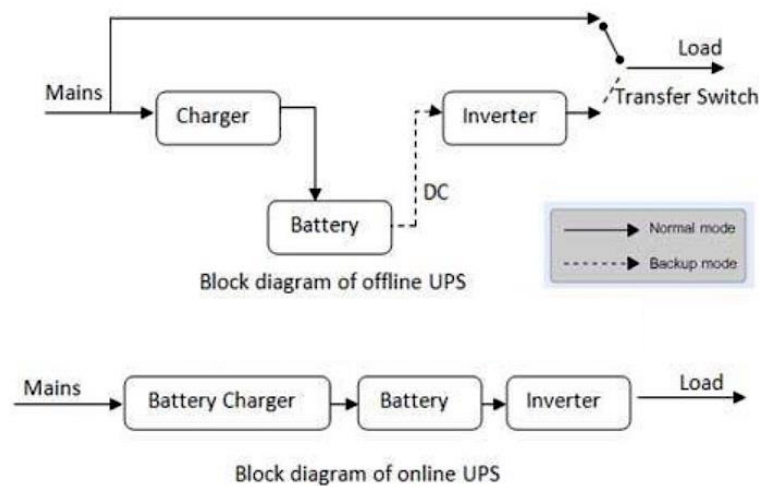 Load
Mains
Transfer Switch
Charger
Inverter
DC
Battery
Normal mode
Backup mode
Block diagram of offline UPS
Mains
Battery Charger
Battery
Inverter
Load
Block diagram of online UPS